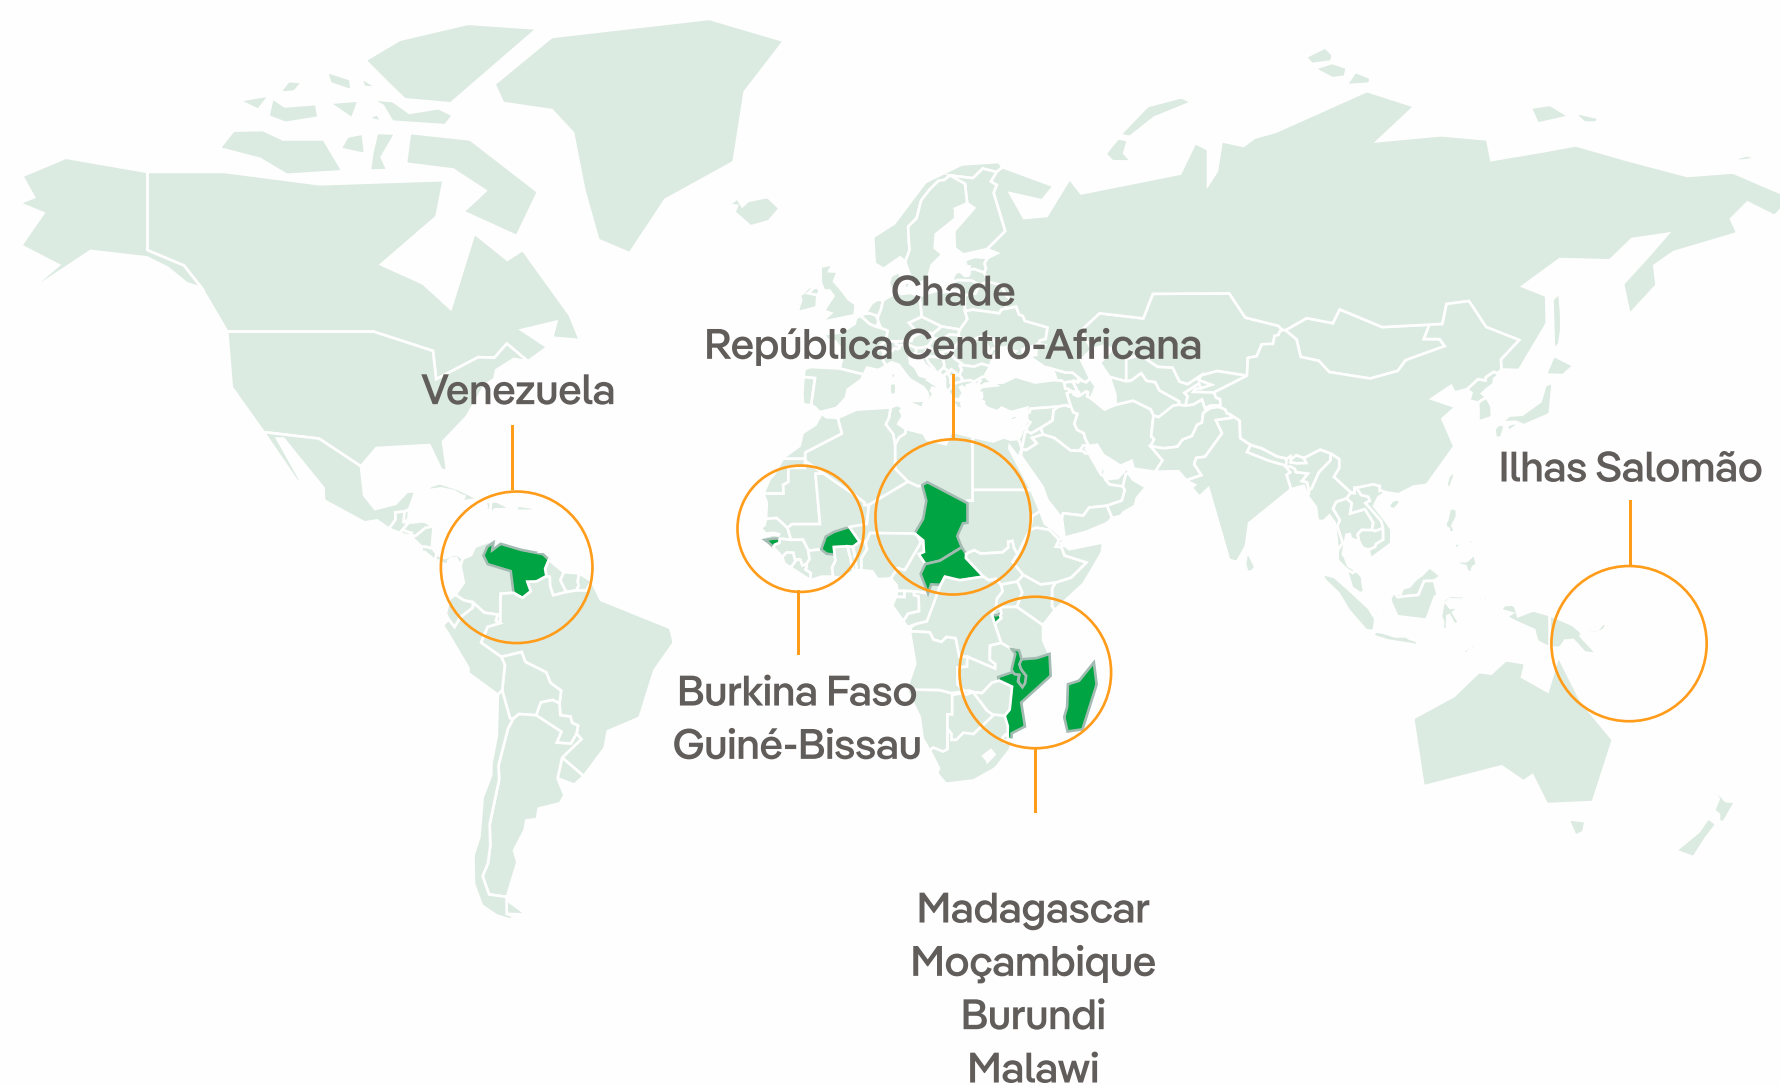 Chade
República Centro-Africana
Venezuela
Ilhas Salomão
Burkina Faso
Guiné-Bissau
Madagascar
Moçambique
Burundi
Malawi